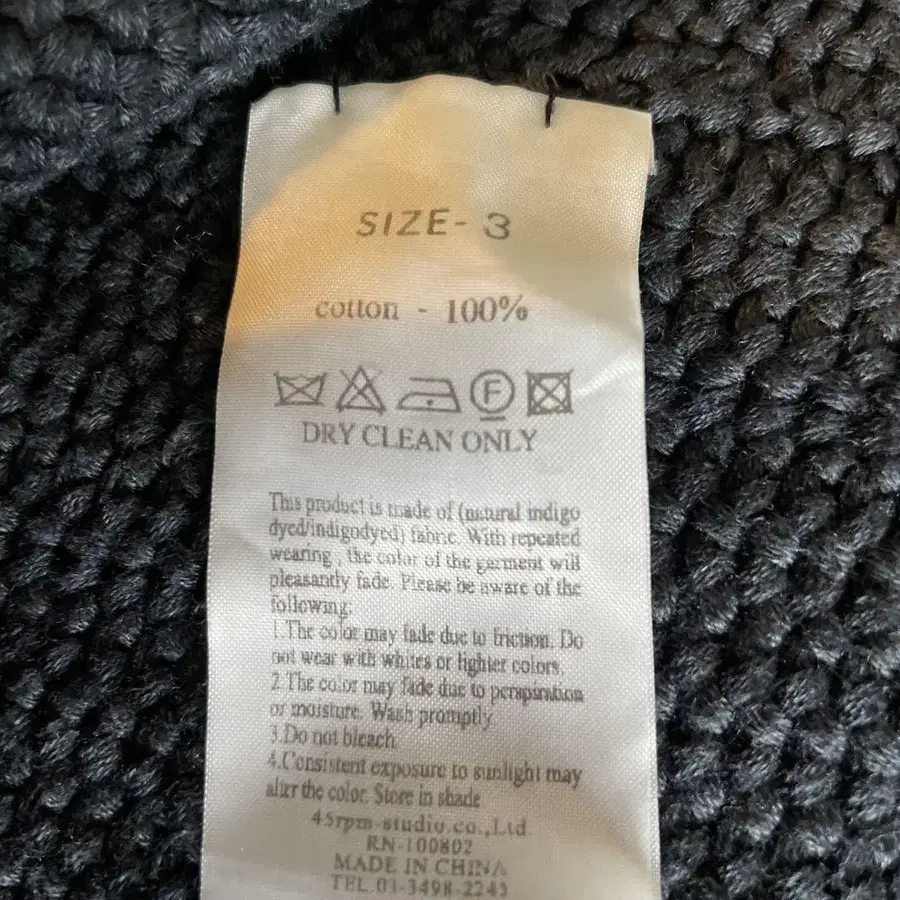 SIZE- 3
cotton - 100%
F
DRY CLEAN ONLY
This product is made of (natural indigo
dyed/indigodyed) fabric. With repeated
wearing , the color of the garment will
pleasantly fade. Please be aware of the
following:
1.The color may fade due to friction. Do
not wear with whites or lighter colors.
2.The color may fade due to perspiration
or moisture. Wash promptly
3.Do not bleach.
4.Consistent exposure to sunlight may
alter the color. Store in shade
45rpm-studio.co.,Ltd.
RN-100802
MADE IN CHINA
TEL.03-3498-2245